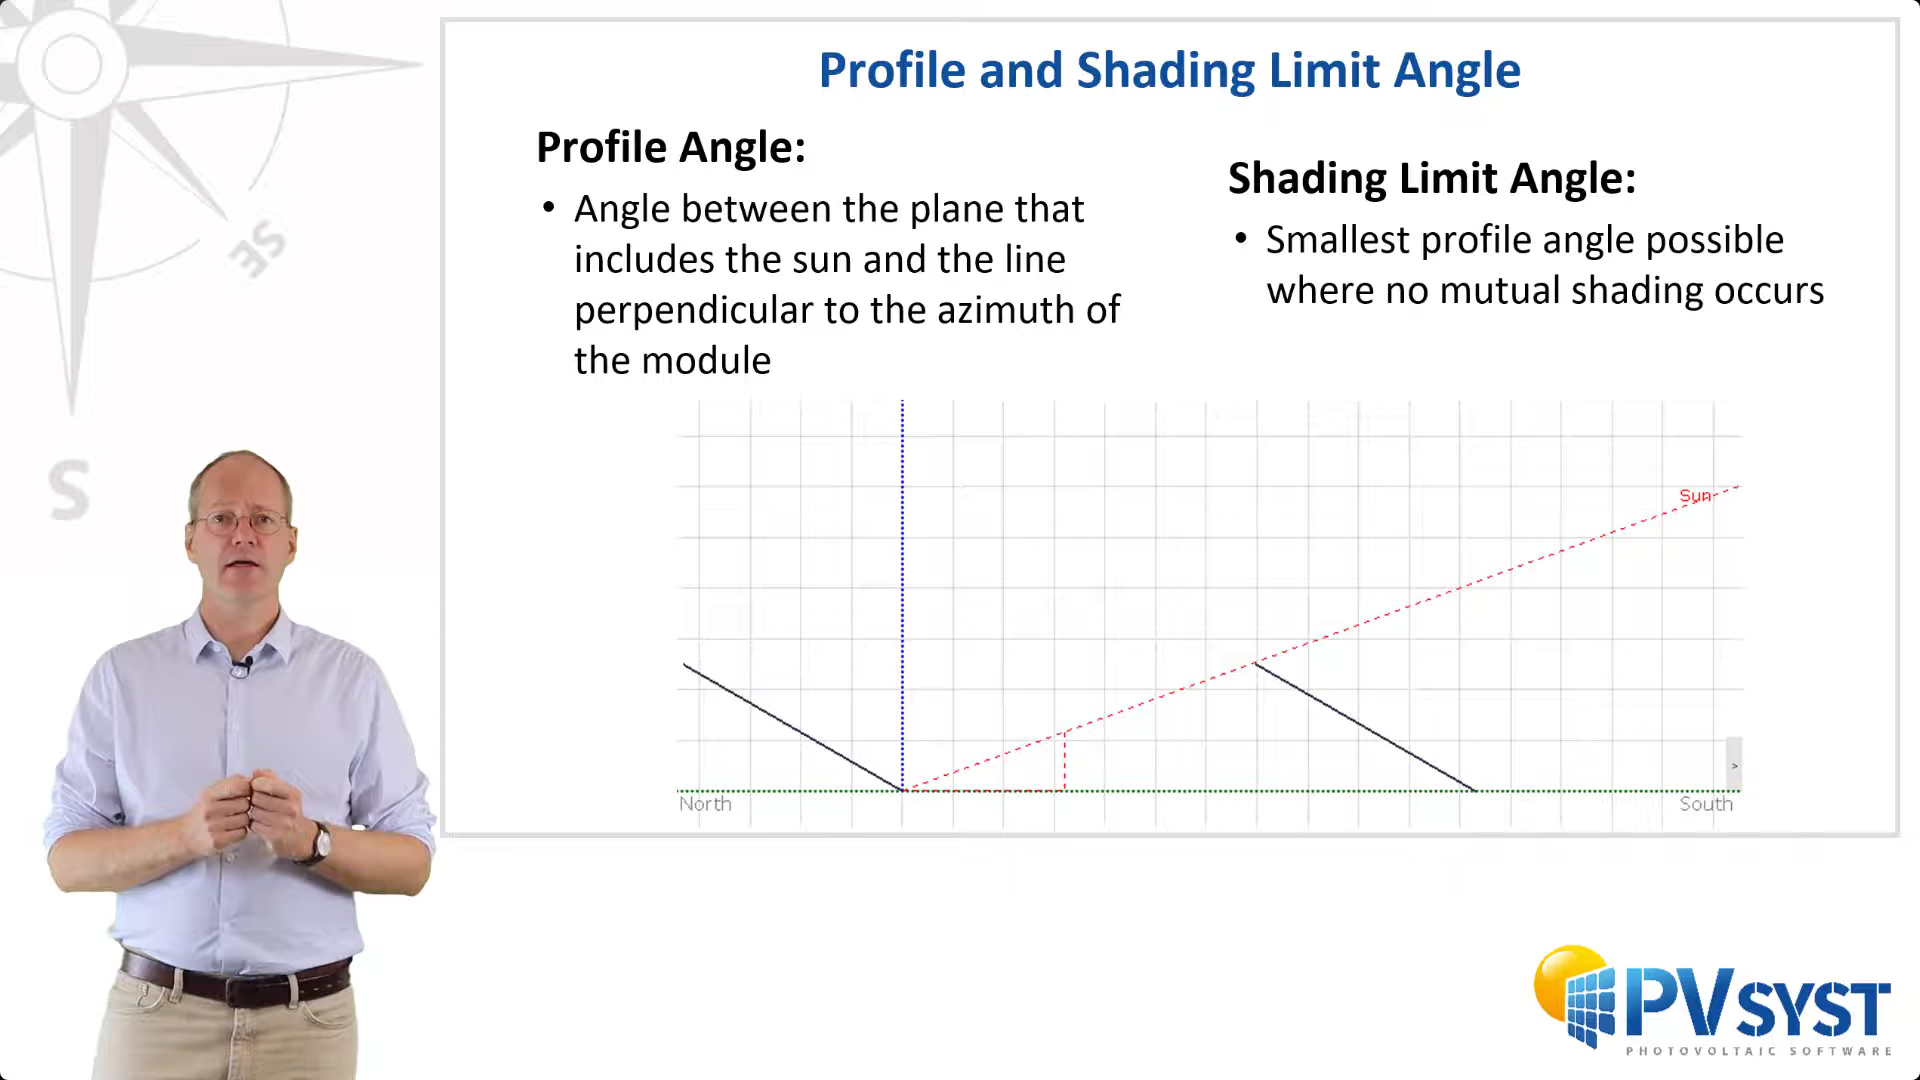 Profile and Shading Limit Angle
Profile Angle:
• Angle between the plane that
includes the sun and the line
perpendicular to the azimuth of
the module
Shading Limit Angle:
• Smallest profile angle possible
where no mutual shading occurs
SE
S
Sun
>
North
South
PVSYST
PHOTOVOLTAIC SOFTWARE